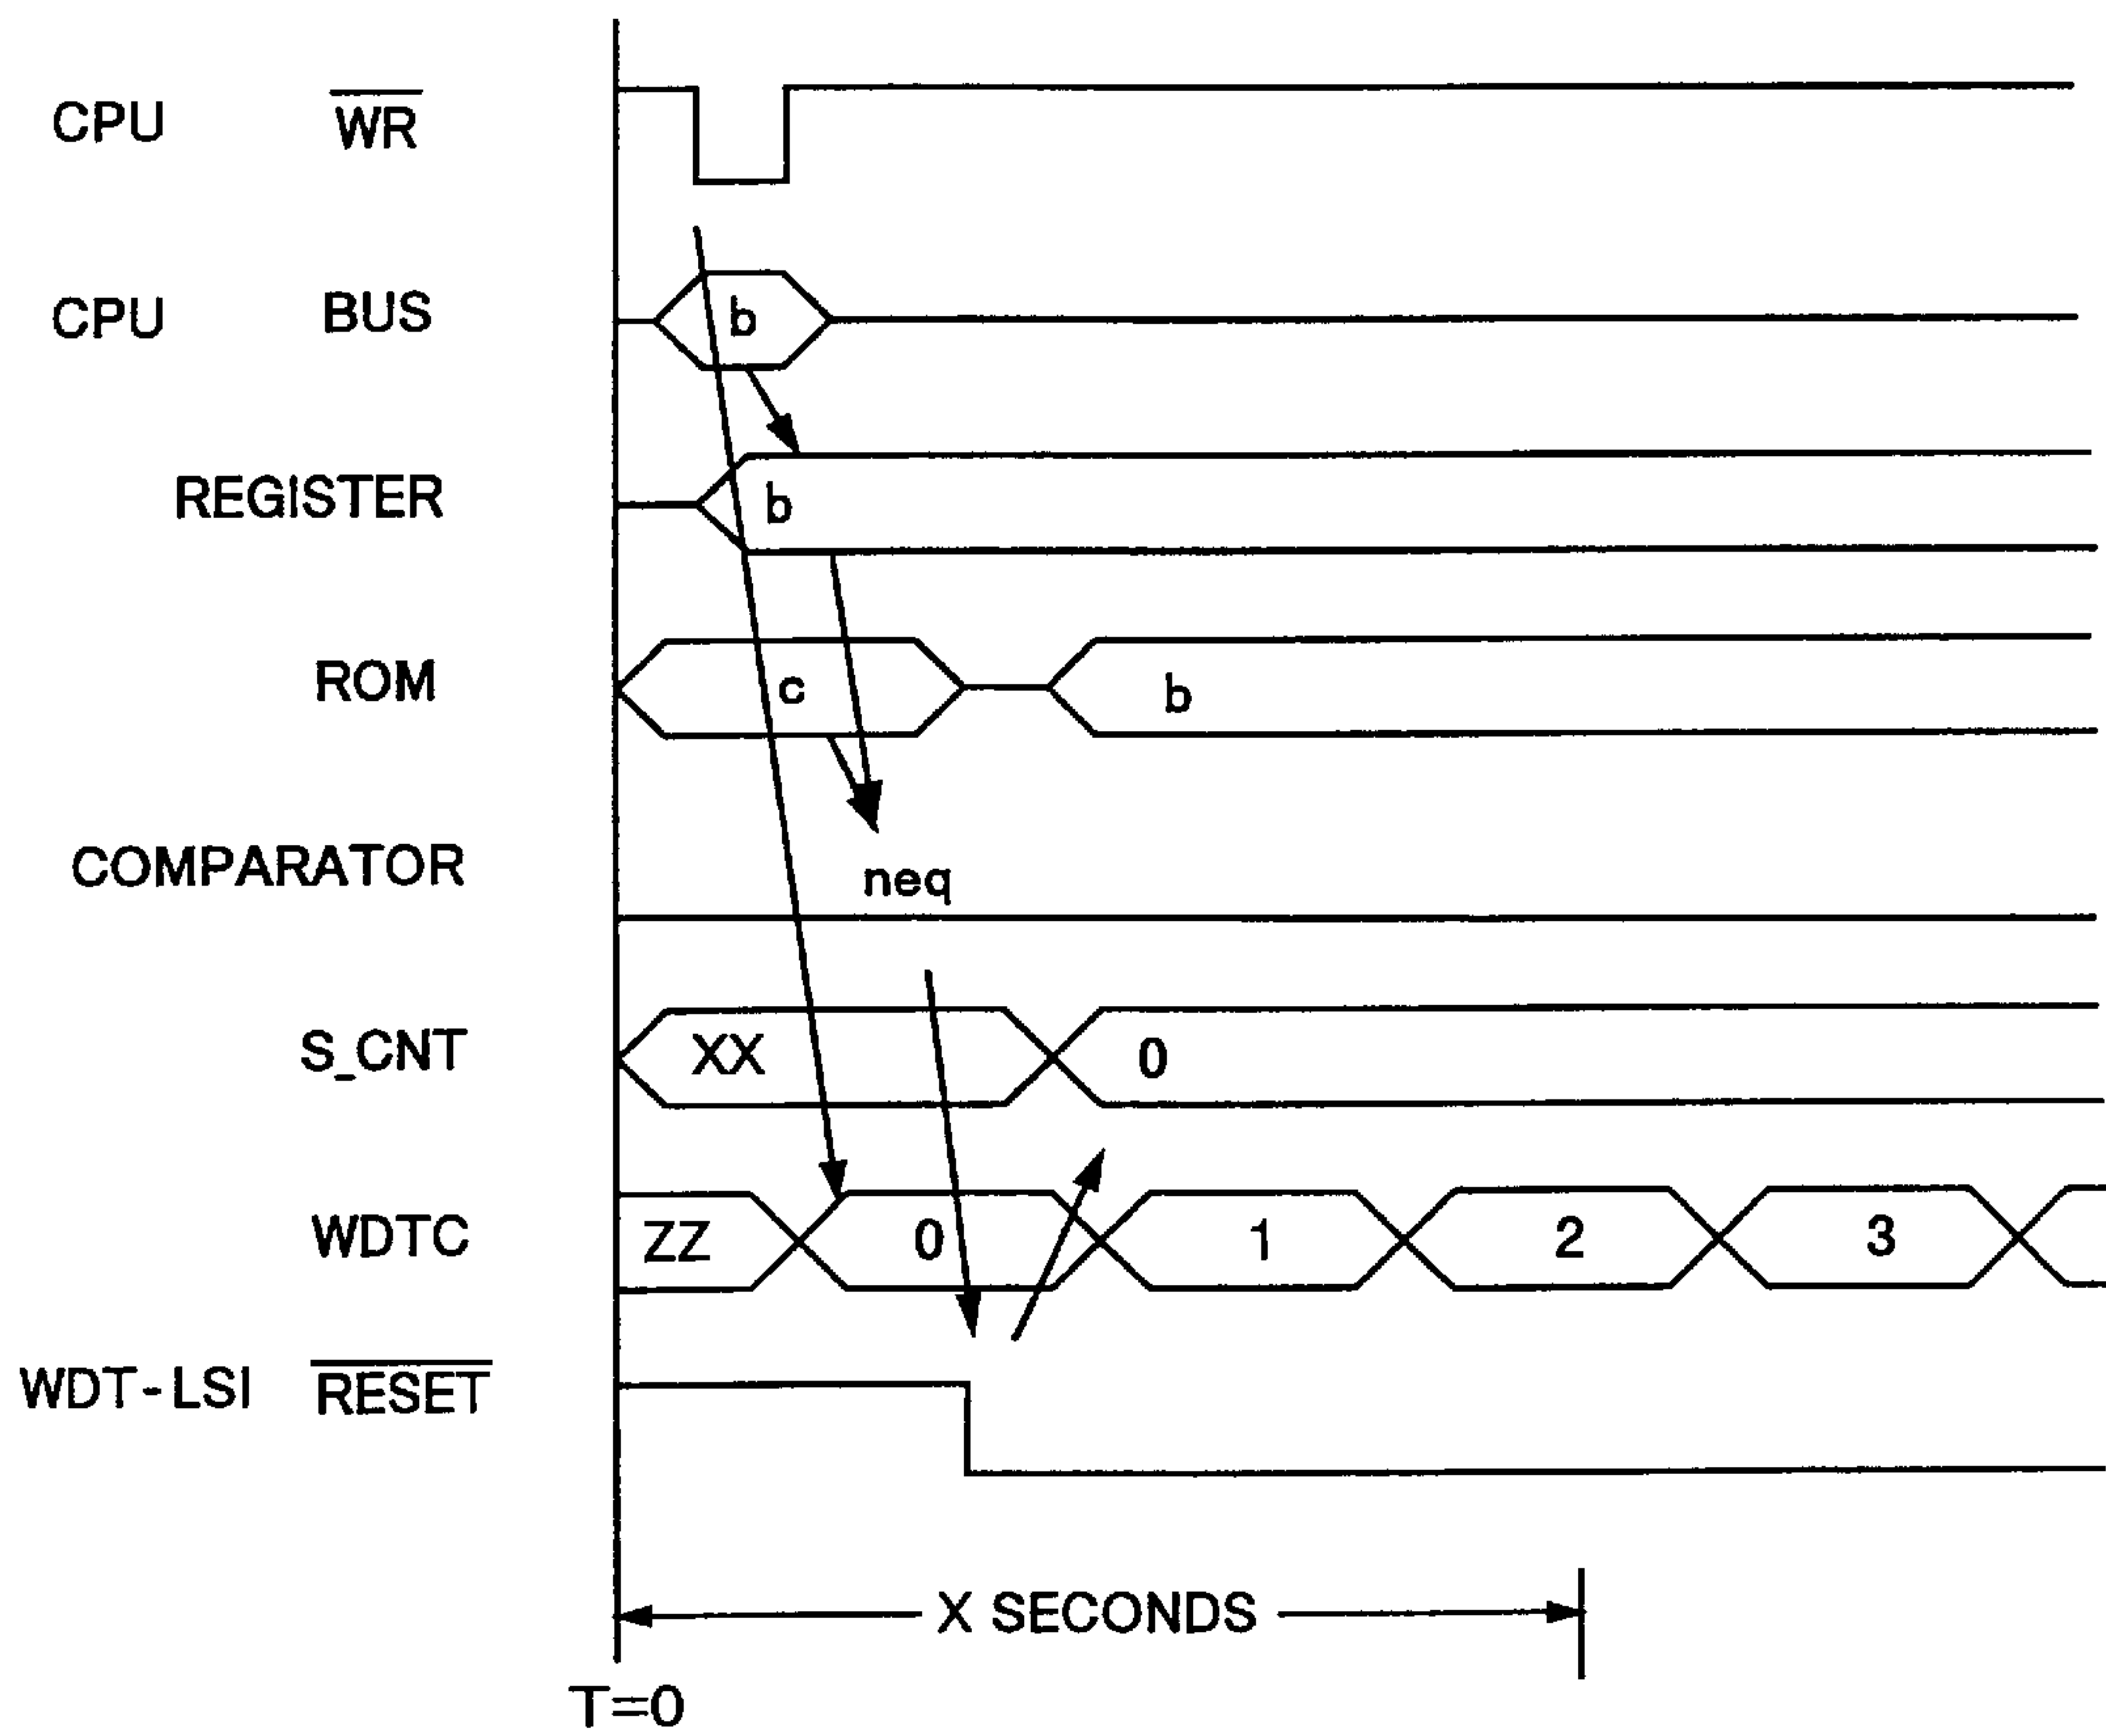 CPU WR
CPU BUS b
REGISTER b
ROM c b
COMPARATOR neq
S_CNT XX 0
WDTC ZZ 0 1 2 3
WDT-LSI RESET
X SECONDS
T=0